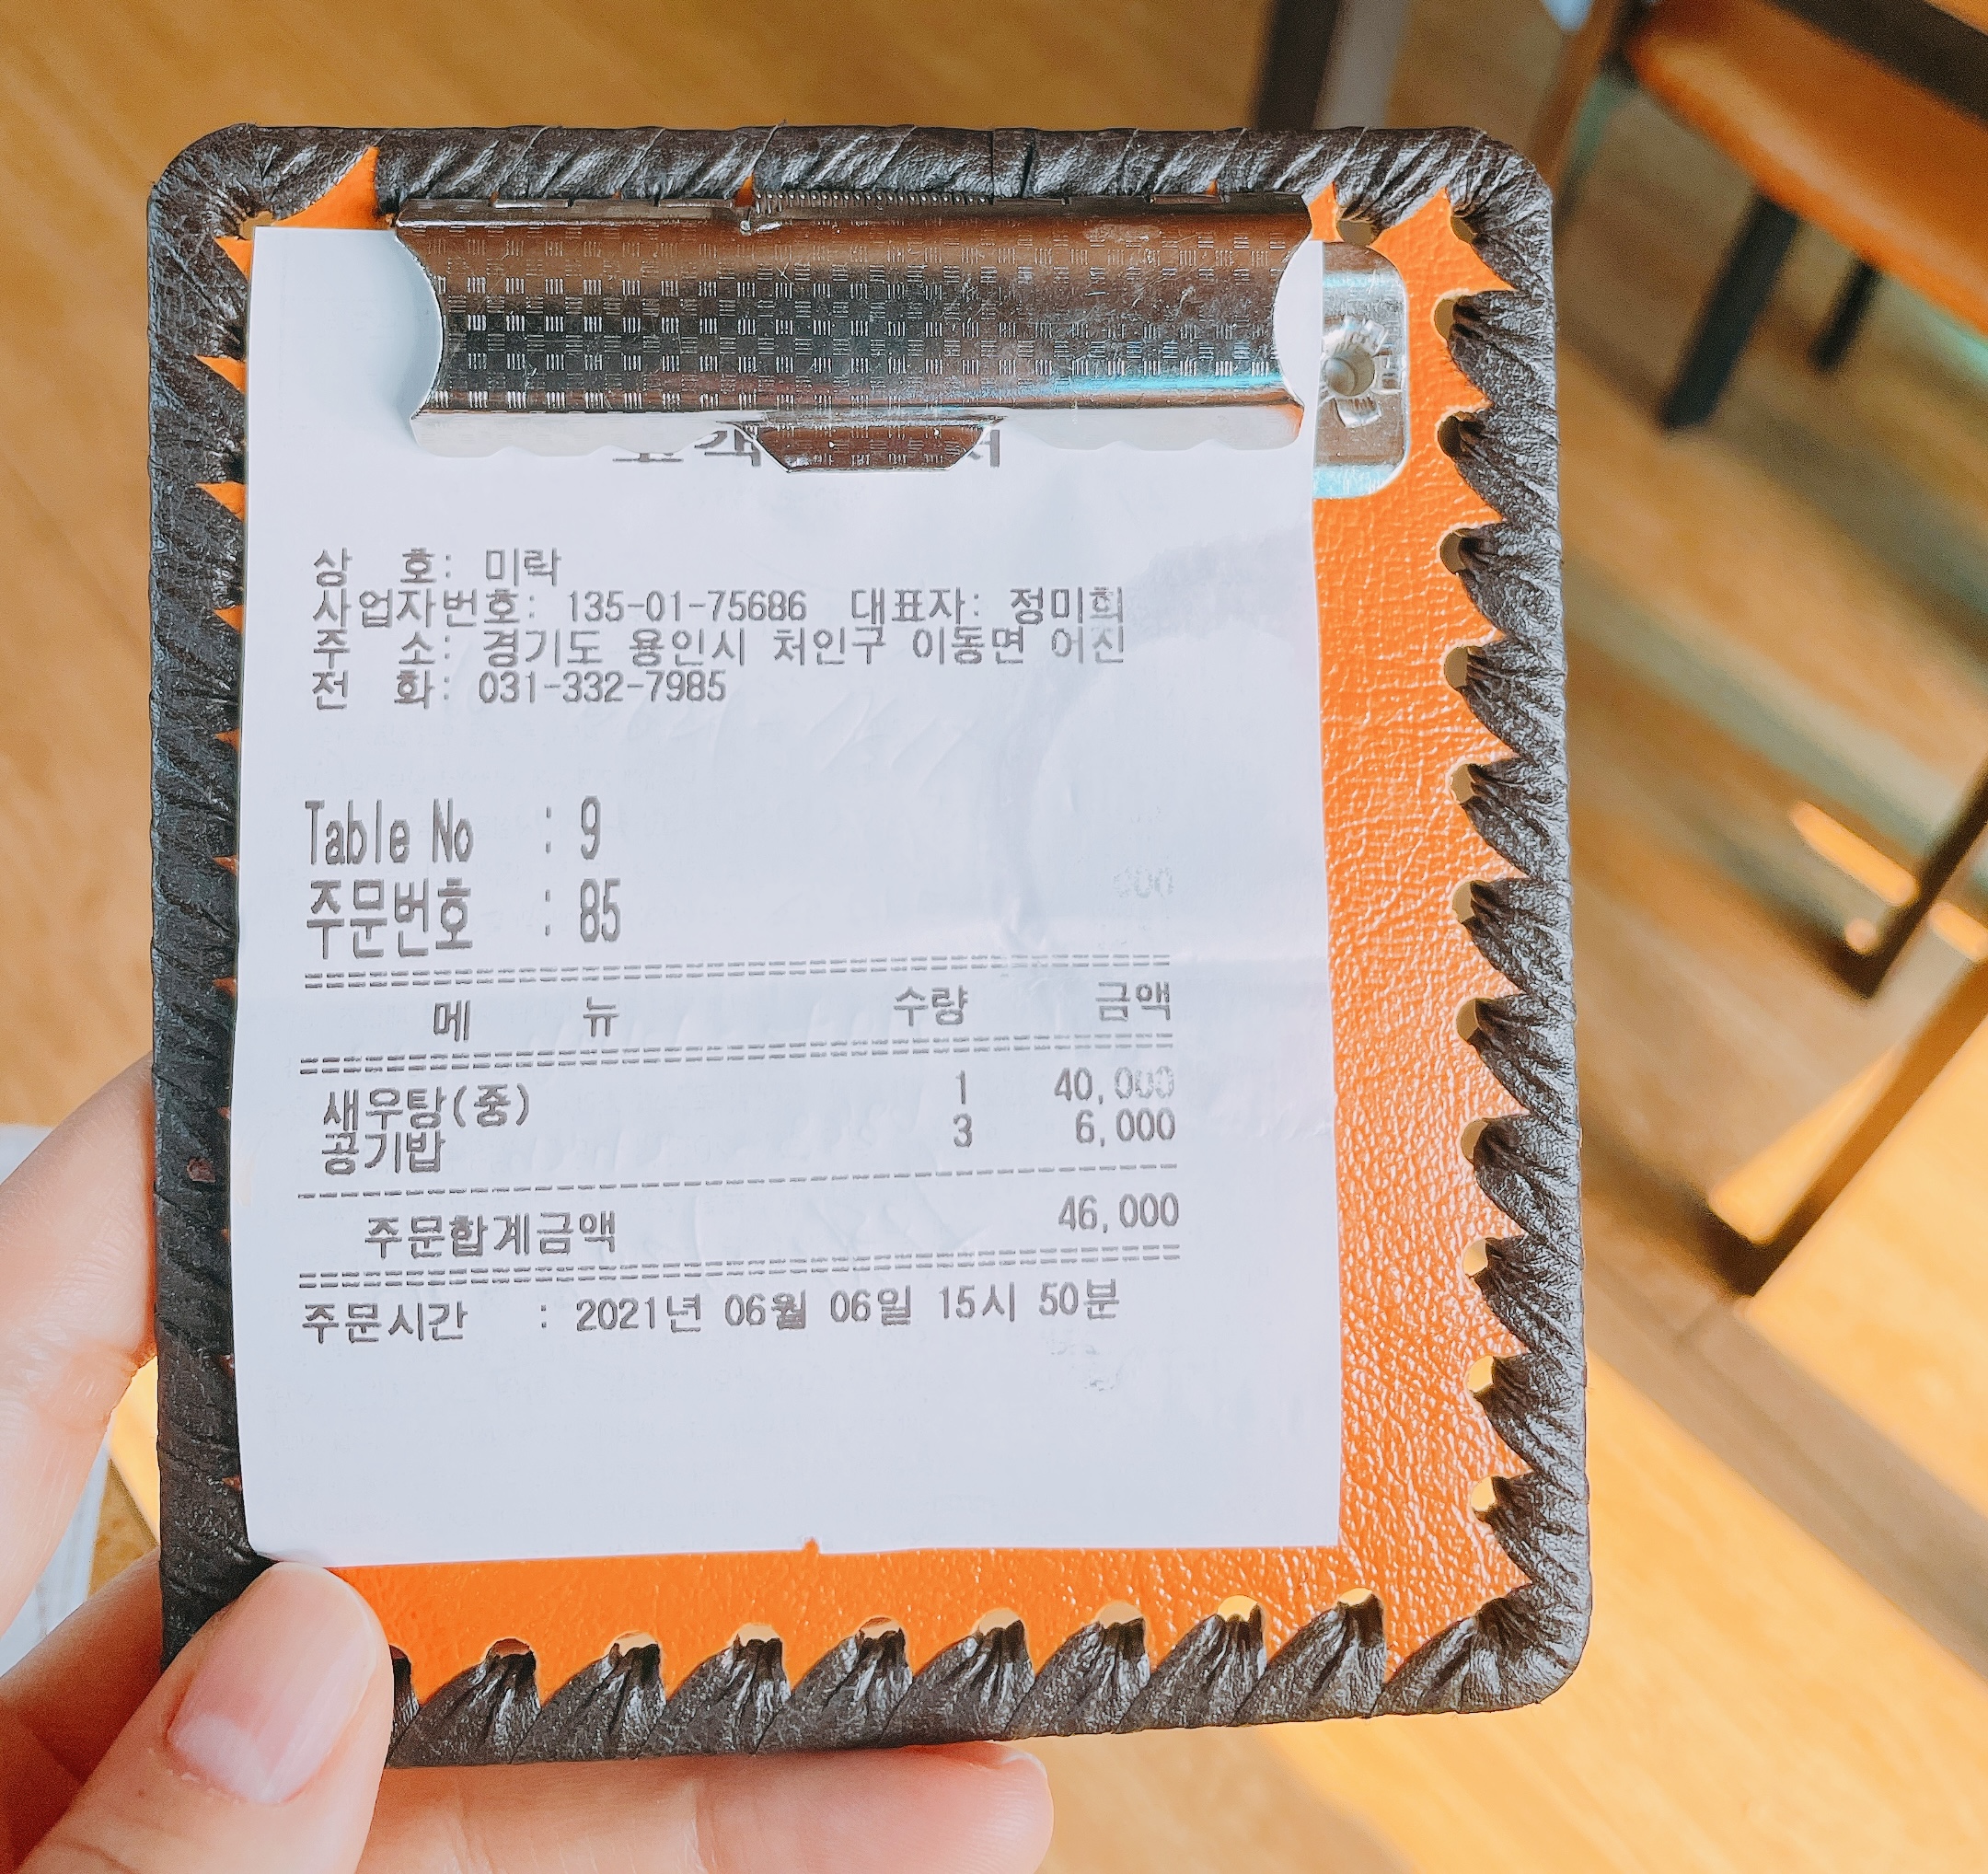 상 호: 미락
사업자번호: 135-01-75686 대표자: 정미희
주 소: 경기도 용인시 처인구 이동면 어진
전 화: 031-332-7985
Table No : 9
주문번호 : 85
메 뉴 수량 금액
새우탕(중) 1 40,000
공기밥 3 6,000
주문합계금액 46,000
주문시간 : 2021년 06월 06일 15시 50분